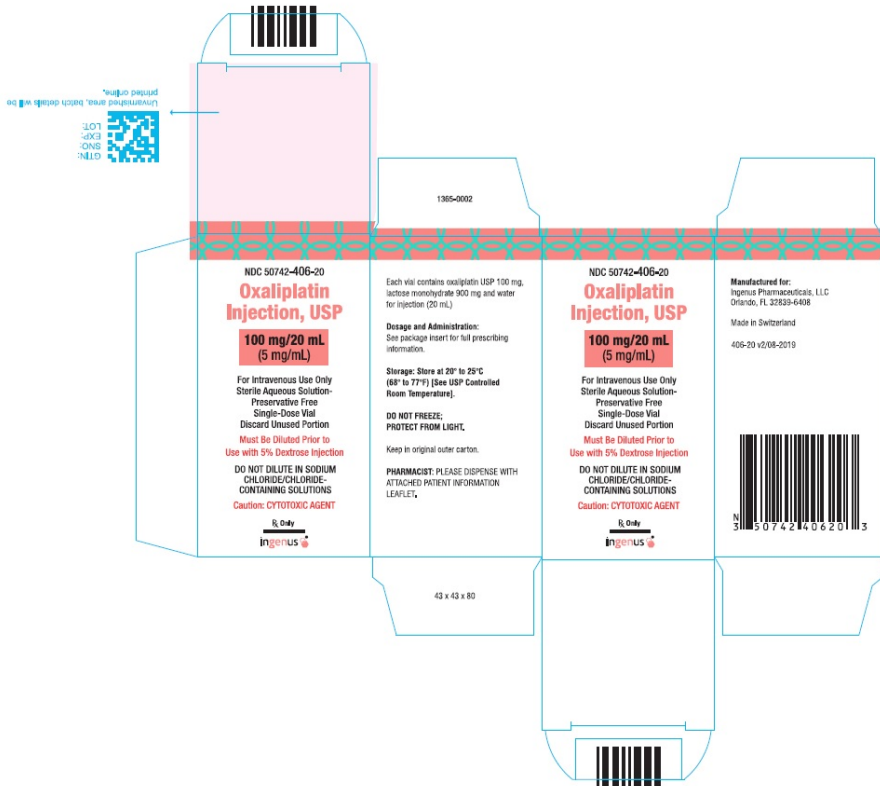 Unvarnished area, batch details will be
printed online.
GTIN:
SNO:
EXP:
LOT:
1365-0002
NDC 50742-406-20
Oxaliplatin
Injection, USP
100 mg/20 mL
(5 mg/mL)
For Intravenous Use Only
Sterile Aqueous Solution-
Preservative Free
Single-Dose Vial
Discard Unused Portion
Must Be Diluted Prior to
Use with 5% Dextrose Injection
DO NOT DILUTE IN SODIUM
CHLORIDE/CHLORIDE-
CONTAINING SOLUTIONS
Caution: CYTOTOXIC AGENT
℞ Only
ingenus
Each vial contains oxaliplatin USP 100 mg,
lactose monohydrate 900 mg and water
for injection (20 mL)
Dosage and Administration:
See package insert for full prescribing
information.
Storage: Store at 20° to 25°C
(68° to 77°F) [See USP Controlled
Room Temperature].
DO NOT FREEZE;
PROTECT FROM LIGHT.
Keep in original outer carton.
PHARMACIST: PLEASE DISPENSE WITH
ATTACHED PATIENT INFORMATION
LEAFLET.
NDC 50742-406-20
Oxaliplatin
Injection, USP
100 mg/20 mL
(5 mg/mL)
For Intravenous Use Only
Sterile Aqueous Solution-
Preservative Free
Single-Dose Vial
Discard Unused Portion
Must Be Diluted Prior to
Use with 5% Dextrose Injection
DO NOT DILUTE IN SODIUM
CHLORIDE/CHLORIDE-
CONTAINING SOLUTIONS
Caution: CYTOTOXIC AGENT
℞ Only
ingenus
Manufactured for:
Ingenus Pharmaceuticals, LLC
Orlando, FL 32839-6408
Made in Switzerland
406-20 v2/08-2019
N
3 50742 40620 3
43 x 43 x 80